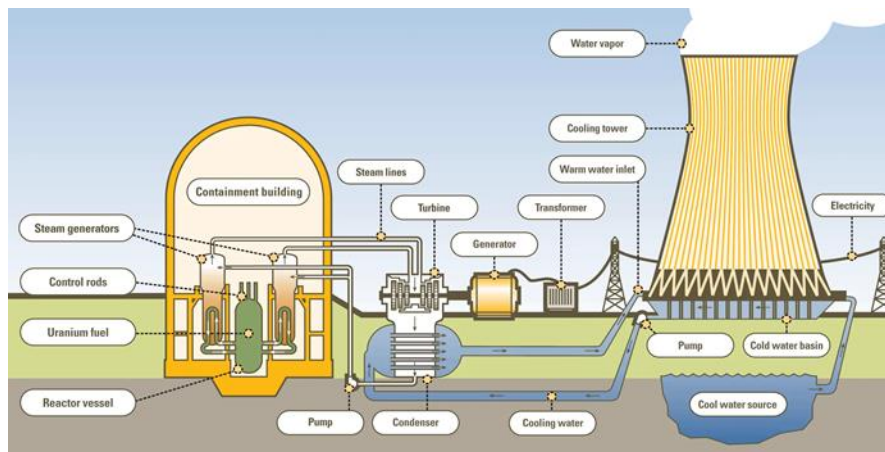 Water vapor
Cooling tower
Steam lines
Warm water inlet
Containment building
Turbine
Transformer
Electricity
Steam generators
Generator
Control rods
Uranium fuel
Pump
Cold water basin
Reactor vessel
Cool water source
Pump
Condenser
Cooling water